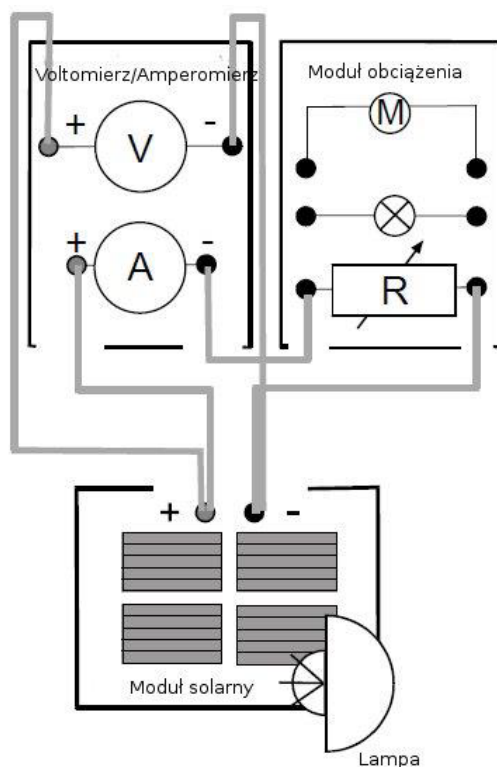 Voltomierz/Amperomierz
+ V -
+ A -
Moduł obciążenia
M
R
+ -
Moduł solarny
Lampa